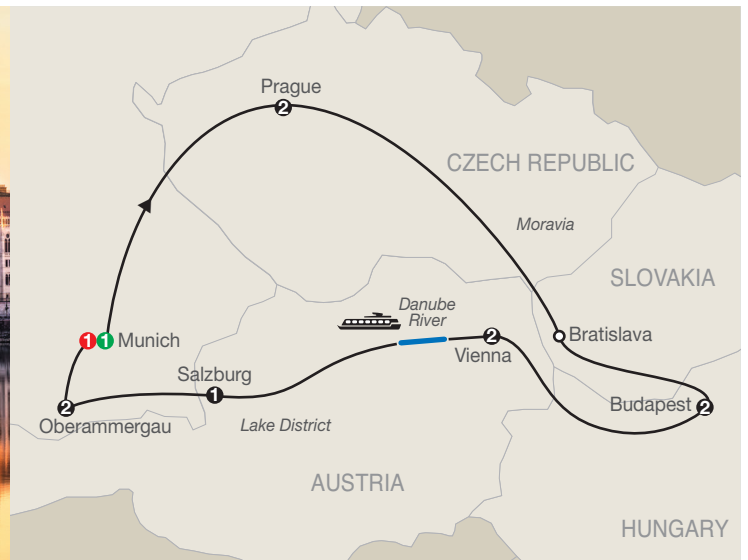 Prague
2
CZECH REPUBLIC
Moravia
SLOVAKIA
Danube
River
1 1 Munich
2
Vienna
Bratislava
Salzburg
1
2
Oberammergau
Lake District
Budapest 2
AUSTRIA
HUNGARY